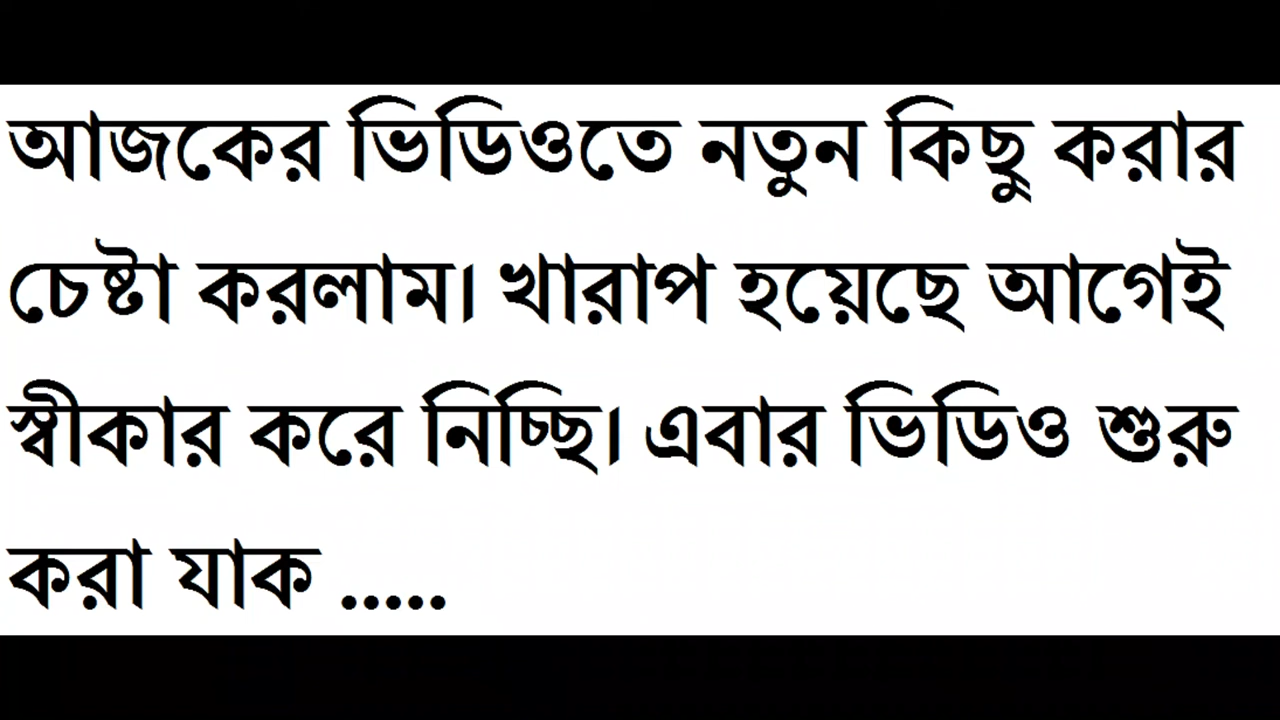 আজকের ভিডিওতে নতুন কিছু করার
চেষ্টা করলাম। খারাপ হয়েছে আগেই
স্বীকার করে নিচ্ছি। এবার ভিডিও শুরু
করা যাক .....